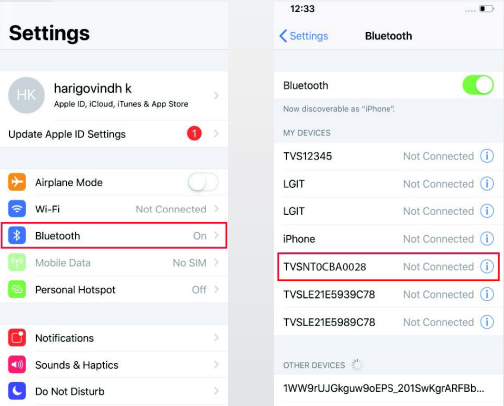 Settings
HK
harigovindh k
Apple ID, iCloud, iTunes & App Store
Update Apple ID Settings 1
Airplane Mode
Wi-Fi Not Connected
Bluetooth On
Mobile Data No SIM
Personal Hotspot Off
Notifications
Sounds & Haptics
Do Not Disturb
12:33
Settings Bluetooth
Bluetooth
Now discoverable as “iPhone”.
MY DEVICES
TVS12345 Not Connected
LGIT Not Connected
LGIT Not Connected
iPhone Not Connected
TVSNT0CBA0028 Not Connected
TVSLE21E5939C78 Not Connected
TVSLE21E5989C78 Not Connected
OTHER DEVICES
1WW9rUJGkguw9oEPS_201SwKgrARFBb...